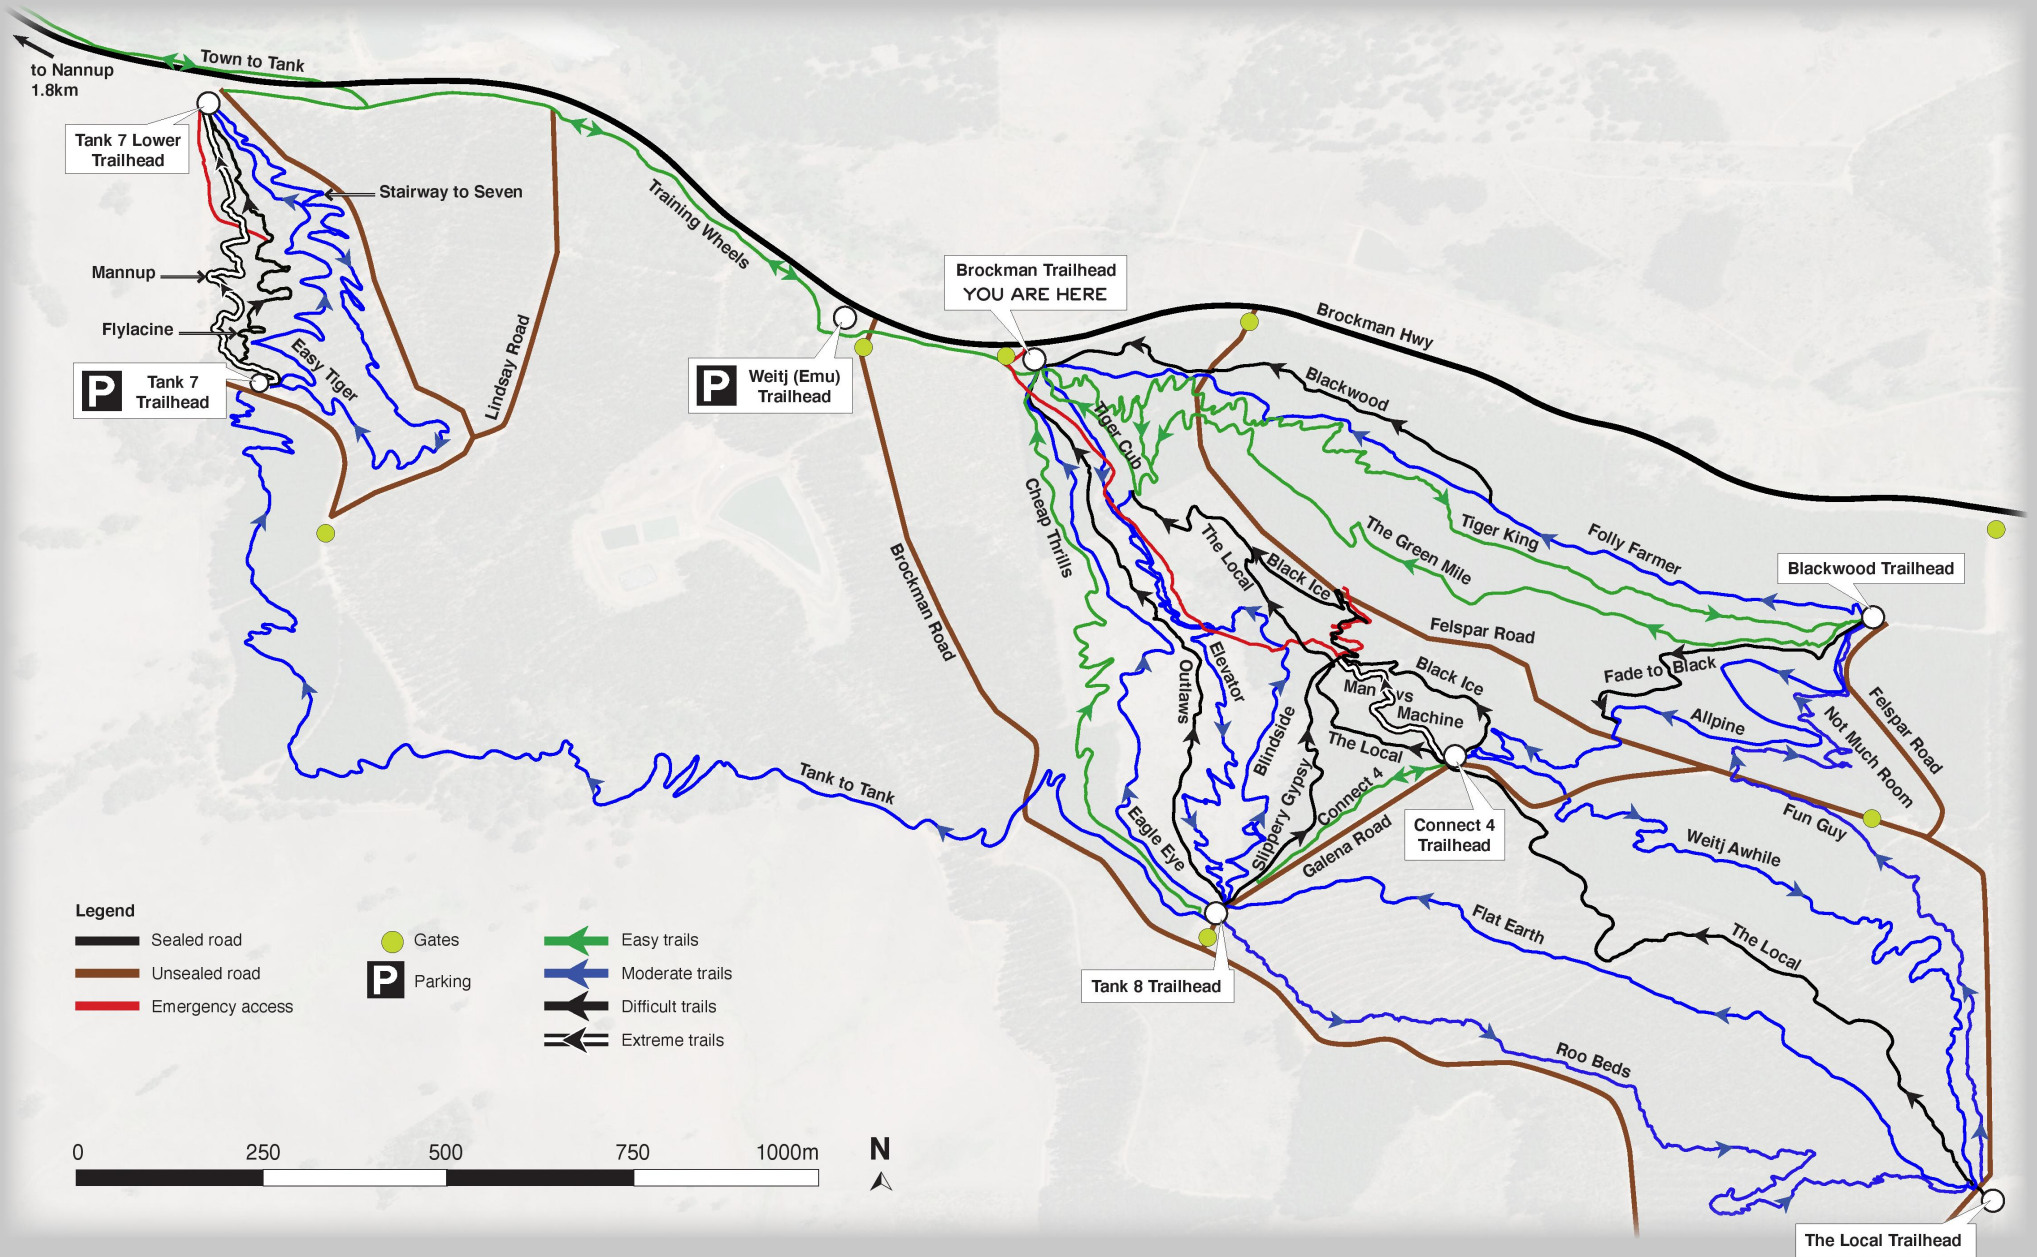 Town to Tank
to Nannup
1.8km
Tank 7 Lower
Trailhead
Stairway to Seven
Training Wheels
Mannup
Flylacine
Easy Tiger
Lindsay Road
P
Tank 7
Trailhead
P
Weitj (Emu)
Trailhead
Brockman Trailhead
YOU ARE HERE
Brockman Hwy
Blackwood
Tiger Cub
Cheap Thrills
The Local
Black Ice
The Green Mile
Tiger King
Folly Farmer
Blackwood Trailhead
Brockman Road
Felspar Road
Fade to Black
Elevator
Outlaws
Man vs
Machine
Black Ice
Allpine
Not Much Room
Felspar Road
Blindside
The Local
Slippery Gypsy
Connect 4
Galena Road
Connect 4
Trailhead
Fun Guy
Weitj Awhile
Tank to Tank
Eagle Eye
Flat Earth
The Local
Tank 8 Trailhead
Roo Beds
The Local Trailhead
Legend
Sealed road
Unsealed road
Emergency access
Gates
P
Parking
Easy trails
Moderate trails
Difficult trails
Extreme trails
0 250 500 750 1000m
N